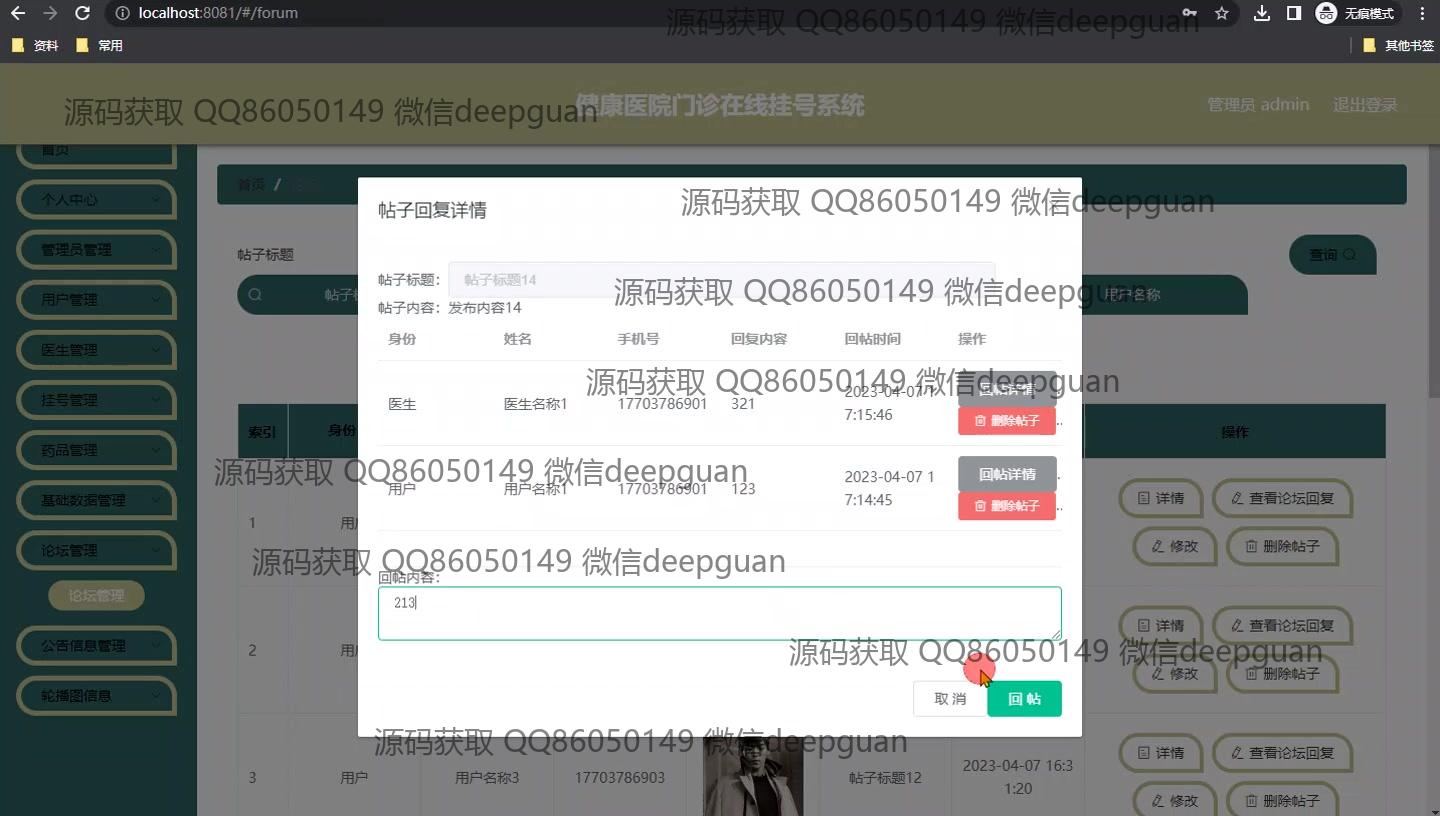 localhost:8081/#/forum
无痕模式
资料 常用
其他书签
源码获取 QQ86050149 微信deepguan
健康医院门诊在线挂号系统
管理员 admin 退出登录
源码获取 QQ86050149 微信deepguan
首页
个人中心
管理员管理
用户管理
医生管理
挂号管理
药品管理
基础数据管理
论坛管理
论坛管理
公告信息管理
轮播图信息
首页 /
帖子标题
查询
用户名称
帖子回复详情
源码获取 QQ86050149 微信deepguan
帖子标题： 帖子标题14
源码获取 QQ86050149 微信deepguan
帖子内容：发布内容14
身份 姓名 手机号 回复内容 回帖时间 操作
源码获取 QQ86050149 微信deepguan
医生 医生名称1 17703786901 321 2023-04-07 1
7:15:46
回帖详情
删除帖子
源码获取 QQ86050149 微信deepguan
用户 用户名称1 17703786901 123 2023-04-07 1
7:14:45
回帖详情
删除帖子
源码获取 QQ86050149 微信deepguan
回帖内容：
213
源码获取 QQ86050149 微信deepguan
取 消 回 帖
源码获取 QQ86050149 微信deepguan
索引 身份 操作
1
详情 查看论坛回复
修改 删除帖子
2
详情 查看论坛回复
修改 删除帖子
3 用户 用户名称3 17703786903 帖子标题12 2023-04-07 16:3
1:20
详情 查看论坛回复
修改 删除帖子